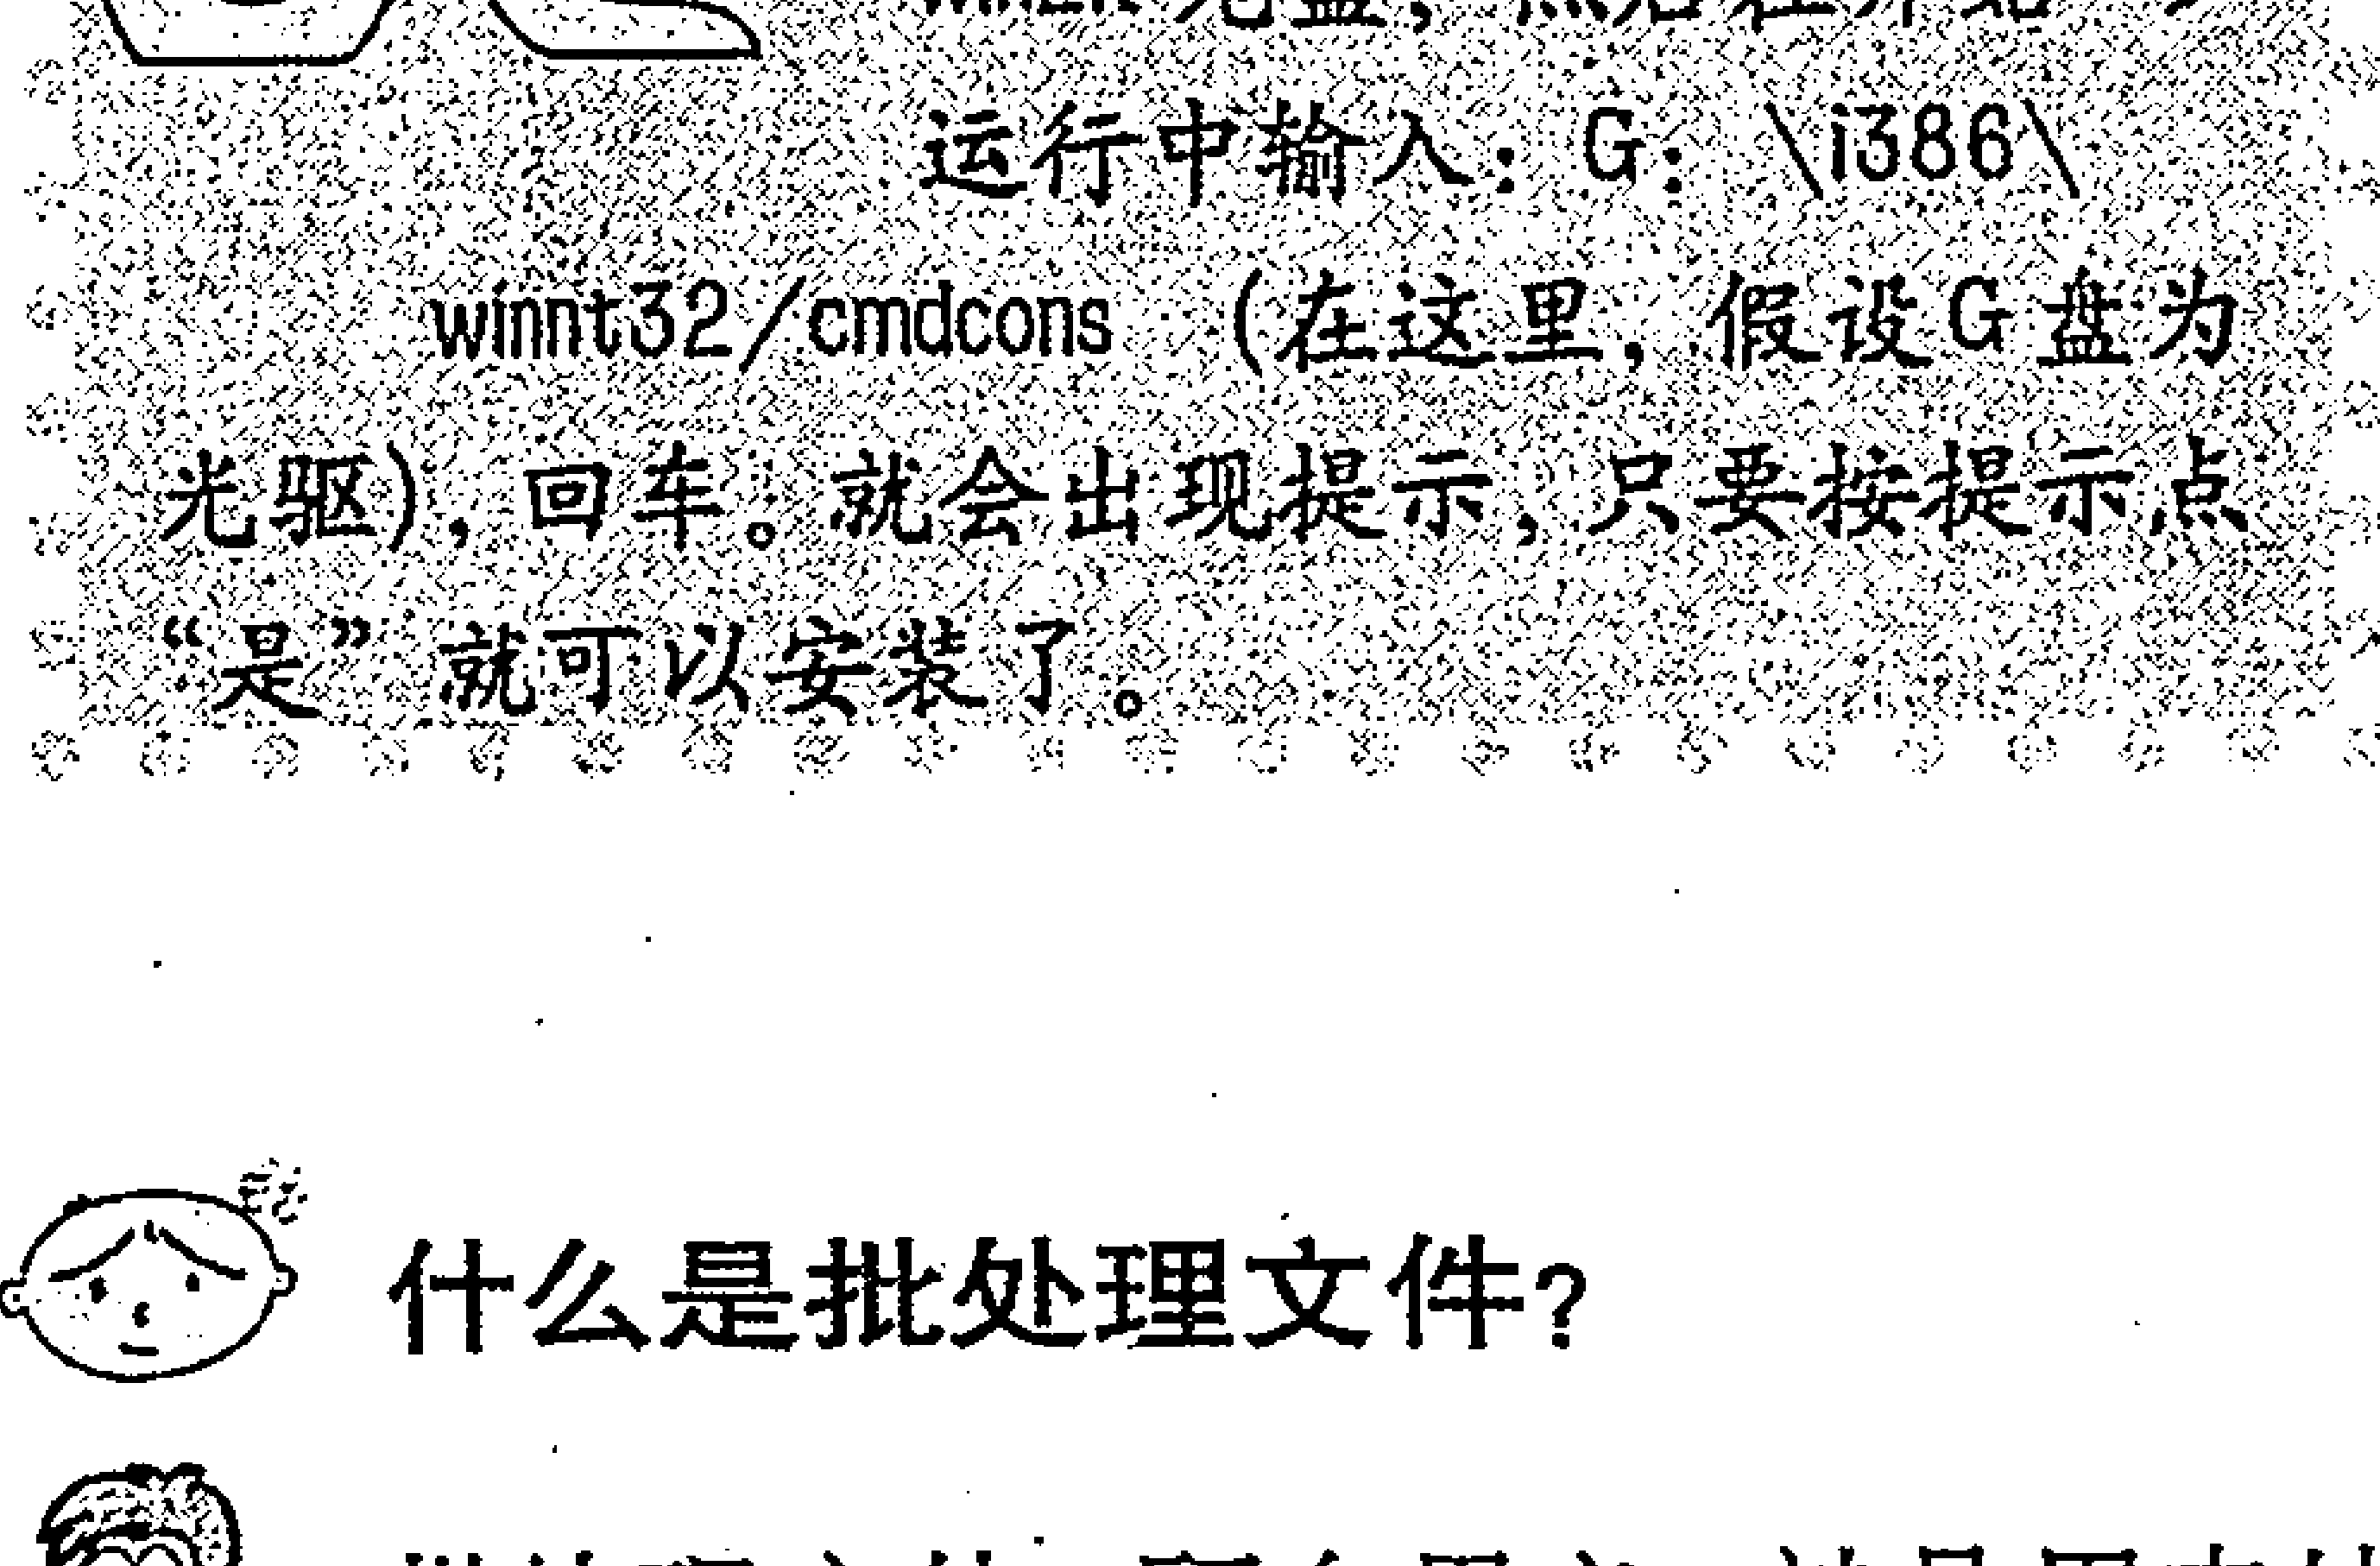 运行中输入：G：\i386\
winnt32/cmdcons （在这里，假设G盘为
光驱），回车。就会出现提示，只要按提示点
“是”就可以安装了。
什么是批处理文件？